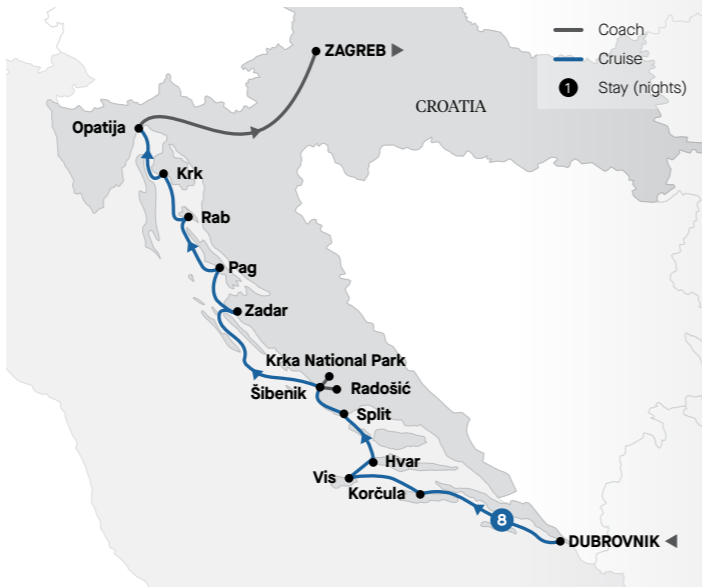 Coach
Cruise
1 Stay (nights)
ZAGREB
CROATIA
Opatija
Krk
Rab
Pag
Zadar
Krka National Park
Šibenik
Radošić
Split
Hvar
Vis
Korčula
8
DUBROVNIK